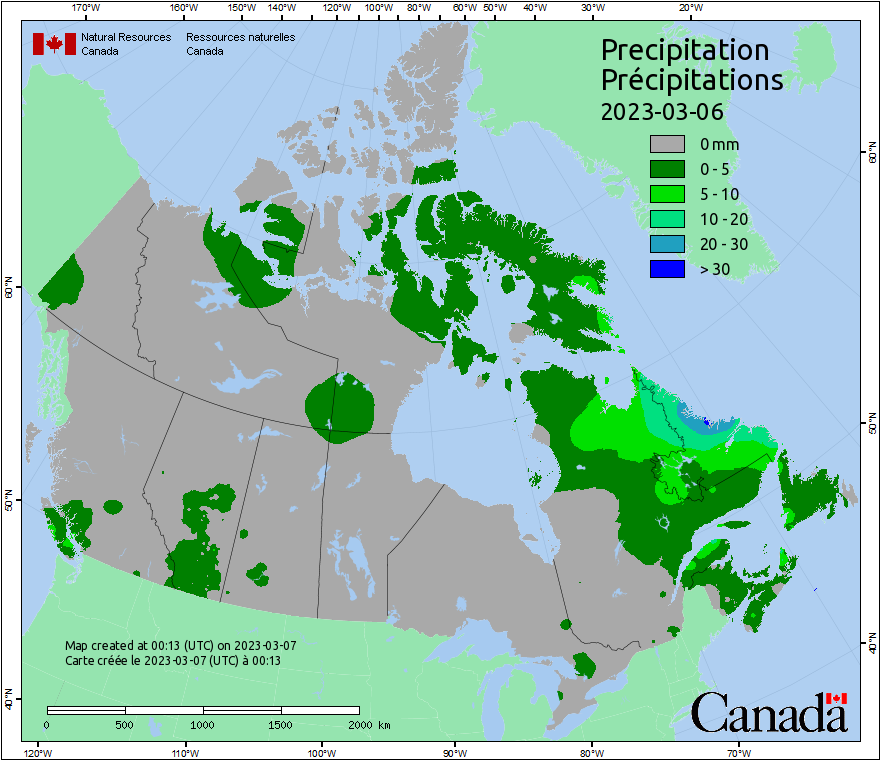 170°W 160°W 150°W 140°W 130°W 120°W 110°W 100°W 90°W 80°W 60°W 50°W 40°W 30°W 20°W
Natural Resources Ressources naturelles
Canada Canada
Precipitation
Précipitations
2023-03-06
0 mm
0 - 5
5 - 10
10 - 20
20 - 30
> 30
60°N 60°N
50°N 50°N
40°N 40°N
Map created at 00:13 (UTC) on 2023-03-07
Carte créée le 2023-03-07 (UTC) à 00:13
0 500 1000 1500 2000 km
Canada
120°W 110°W 100°W 90°W 80°W 70°W